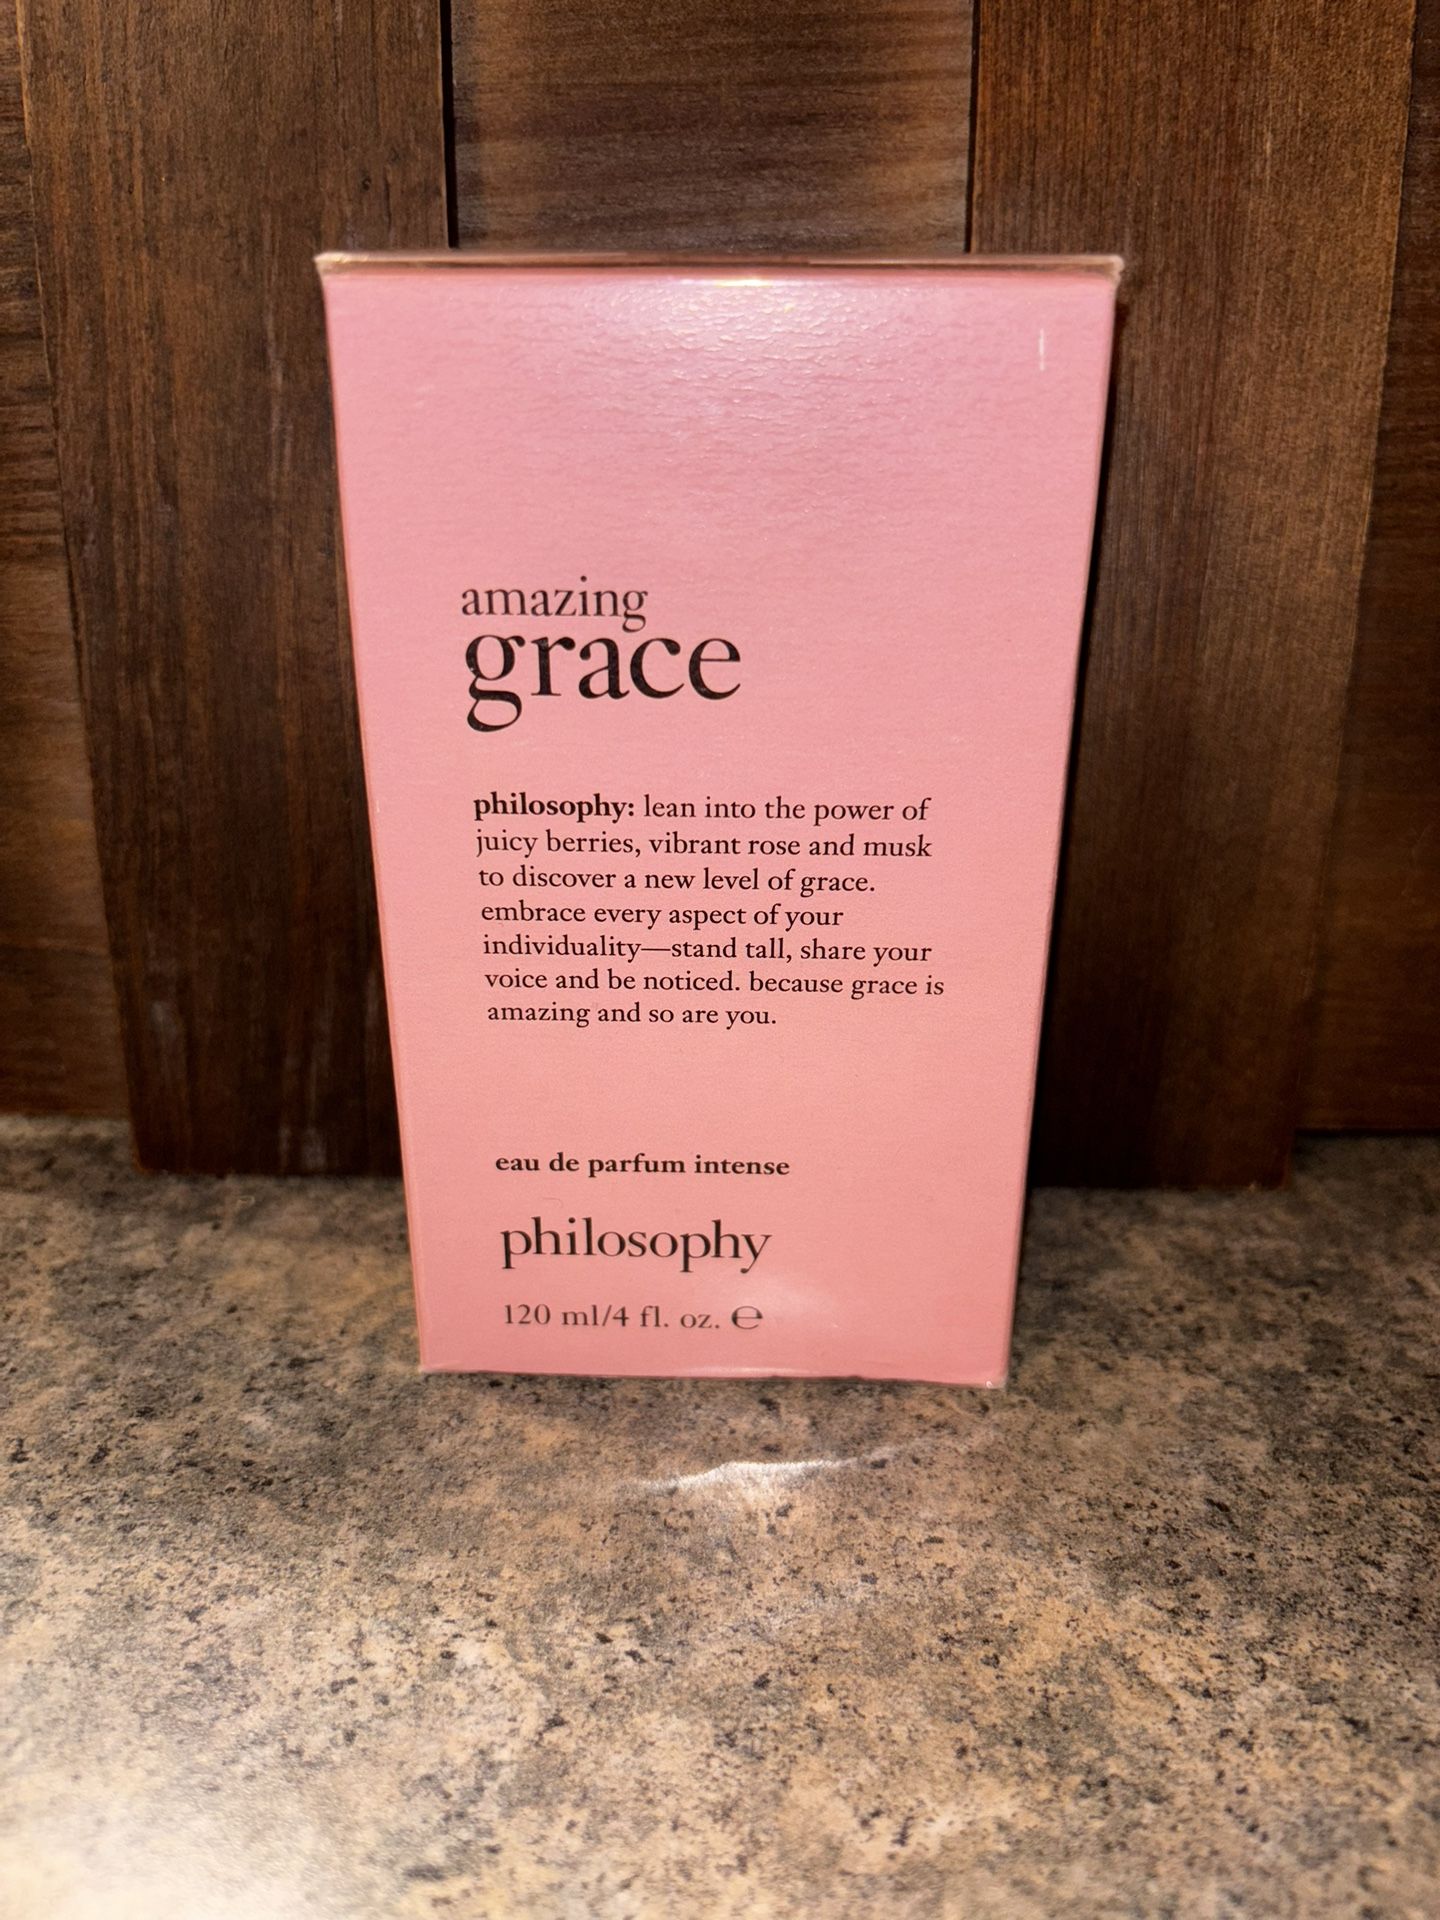 amazing
grace
philosophy: lean into the power of
juicy berries, vibrant rose and musk
to discover a new level of grace.
embrace every aspect of your
individuality—stand tall, share your
voice and be noticed. because grace is
amazing and so are you.
eau de parfum intense
philosophy
120 ml/4 fl. oz. ℮